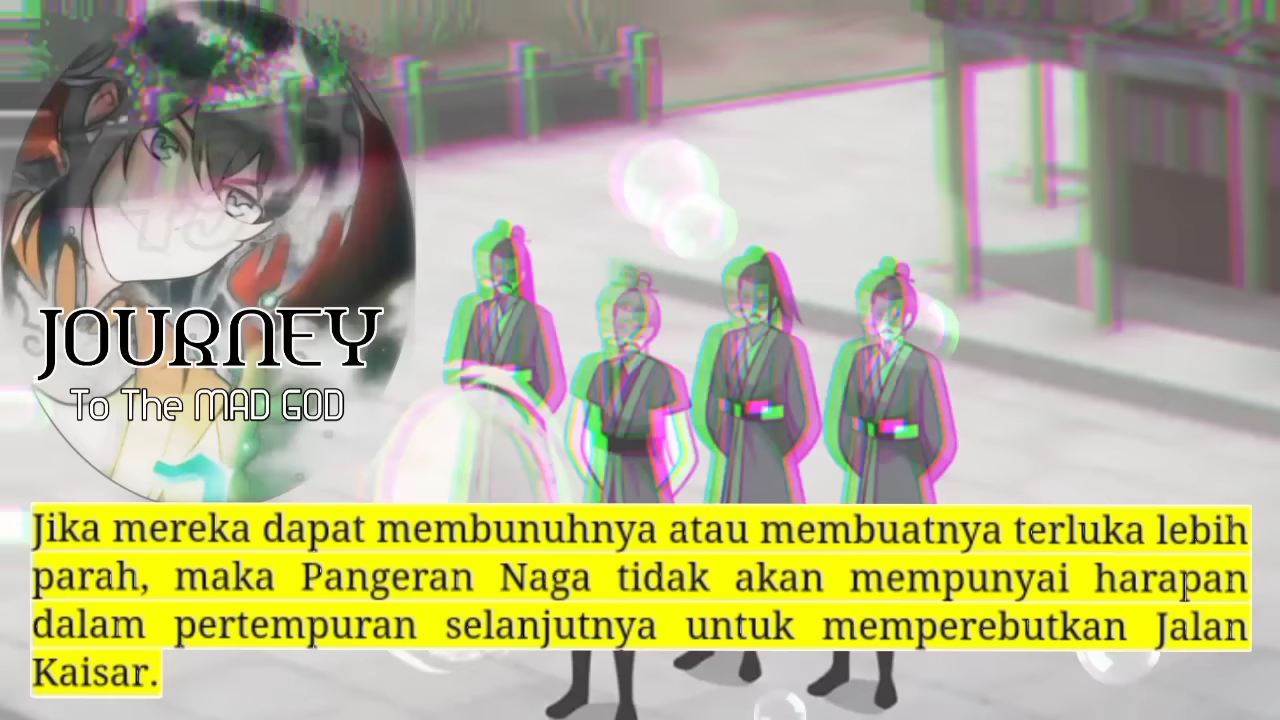 JOURNEY
To The MAD GOD
Jika mereka dapat membunuhnya atau membuatnya terluka lebih
parah, maka Pangeran Naga tidak akan mempunyai harapan
dalam pertempuran selanjutnya untuk memperebutkan Jalan
Kaisar.